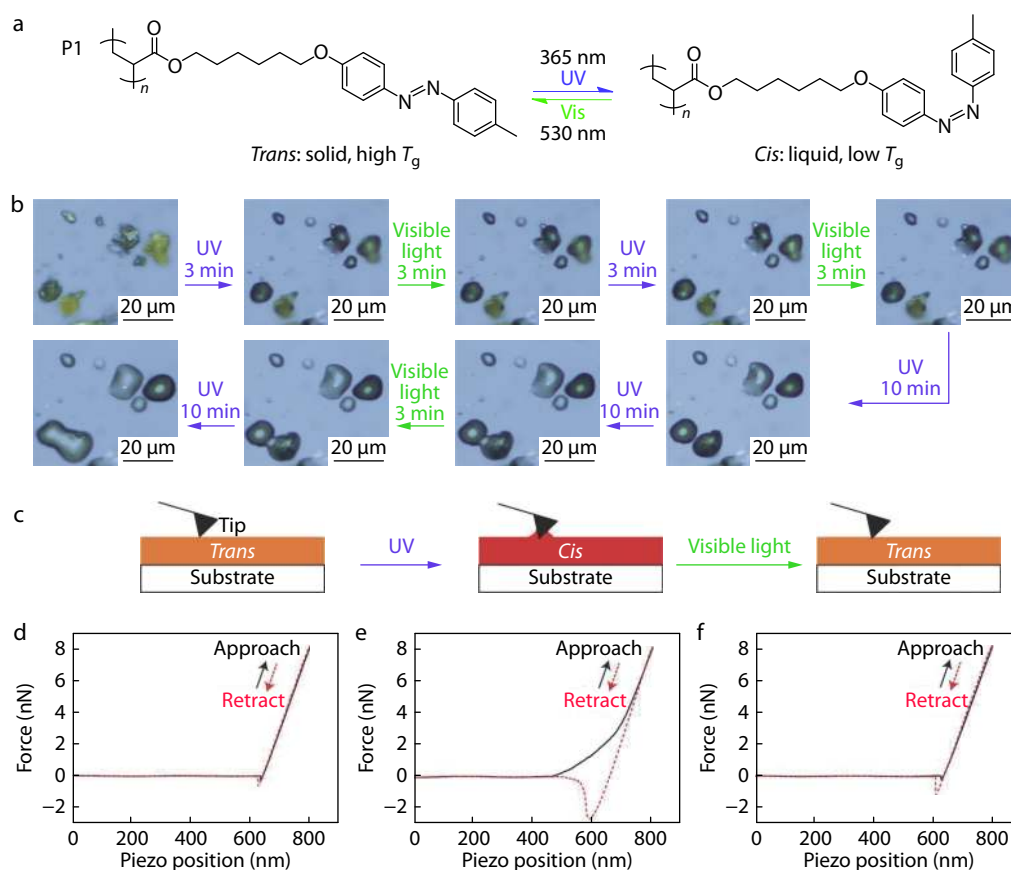 a
P1
n
O
O
O
N
N
365 nm
UV
Vis
530 nm
n
O
O
O
N
N
Trans: solid, high Tg
Cis: liquid, low Tg
b
UV
3 min
Visible
light
3 min
UV
3 min
Visible
light
3 min
20 μm
20 μm
20 μm
20 μm
20 μm
UV
10 min
UV
10 min
Visible
light
3 min
UV
10 min
20 μm
20 μm
20 μm
20 μm
c
Tip
Trans
Substrate
UV
Cis
Substrate
Visible light
Trans
Substrate
d
Force (nN)
8
6
4
2
0
−2
Approach
Retract
0 200 400 600 800
Piezo position (nm)
e
Force (nN)
8
6
4
2
0
−2
Approach
Retract
0 200 400 600 800
Piezo position (nm)
f
Force (nN)
8
6
4
2
0
−2
Approach
Retract
0 200 400 600 800
Piezo position (nm)